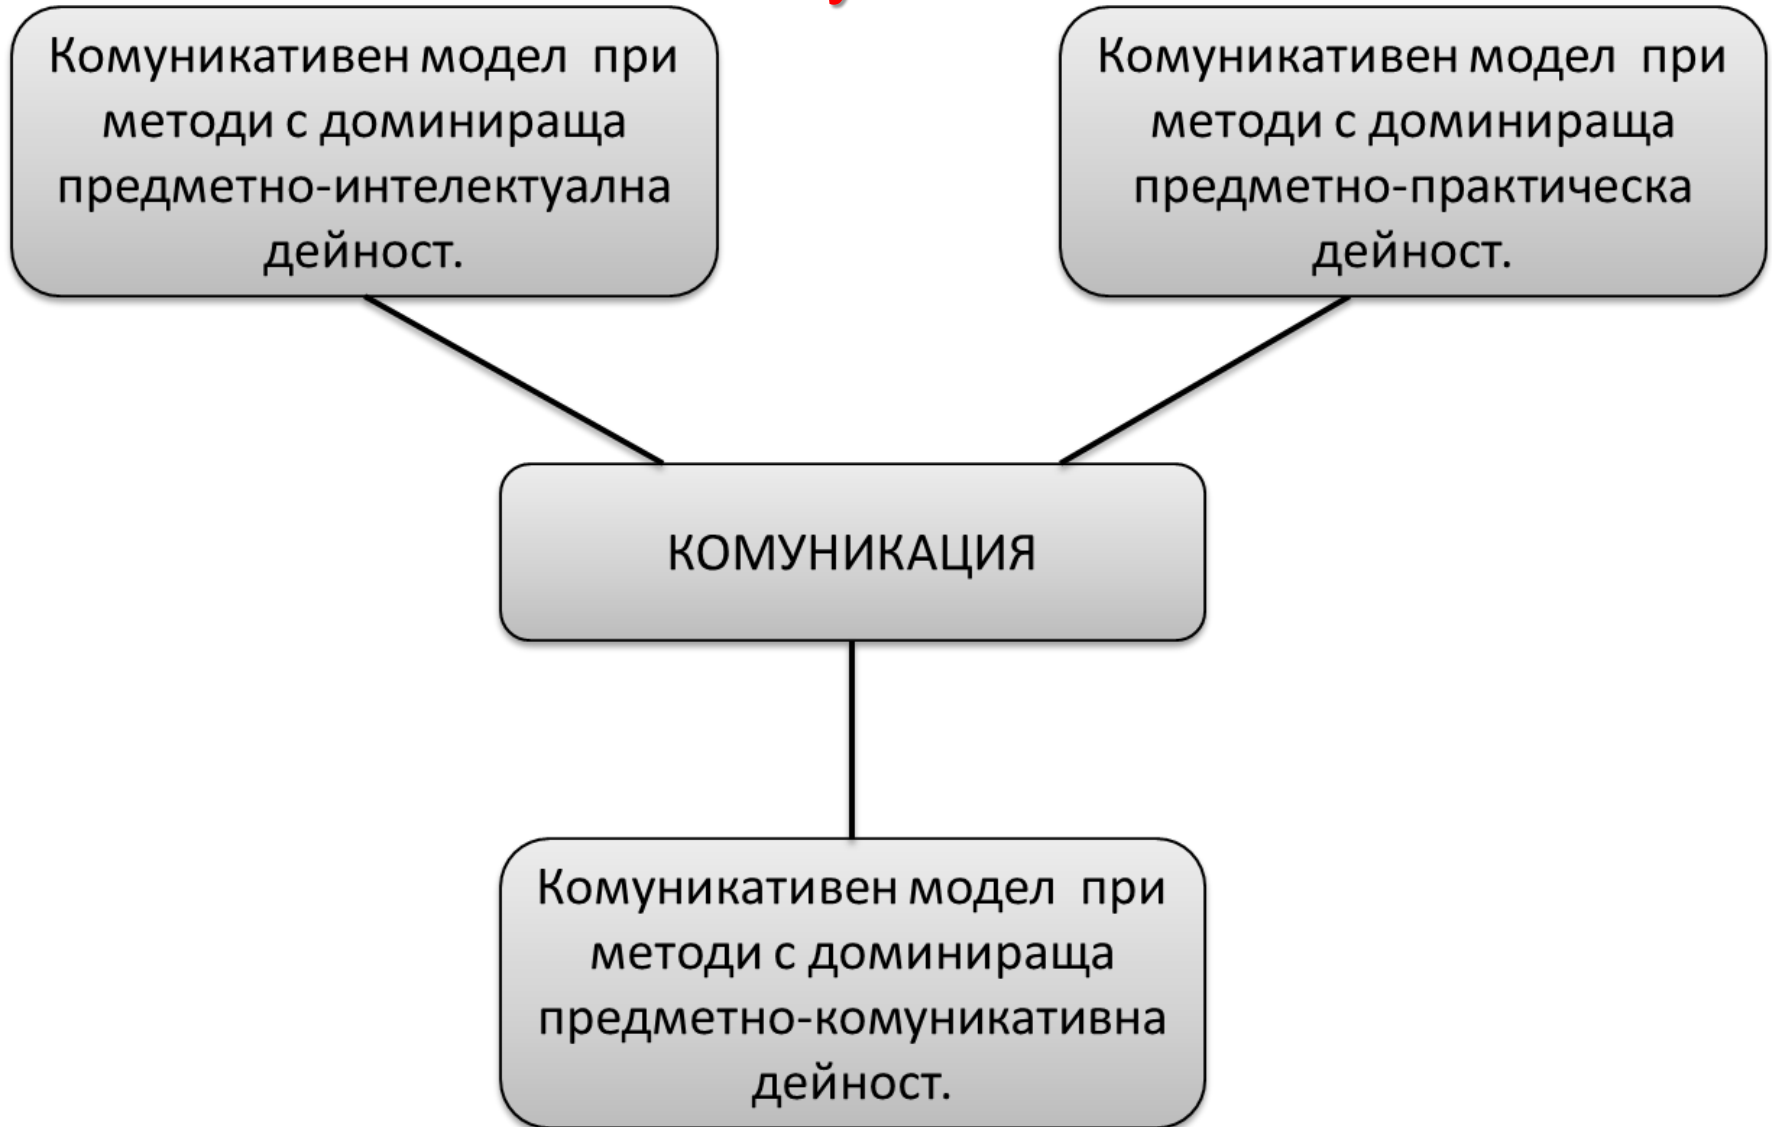 Комуникативен модел при
методи с доминираща
предметно-интелектуална
дейност.
Комуникативен модел при
методи с доминираща
предметно-практическа
дейност.
КОМУНИКАЦИЯ
Комуникативен модел при
методи с доминираща
предметно-комуникативна
дейност.